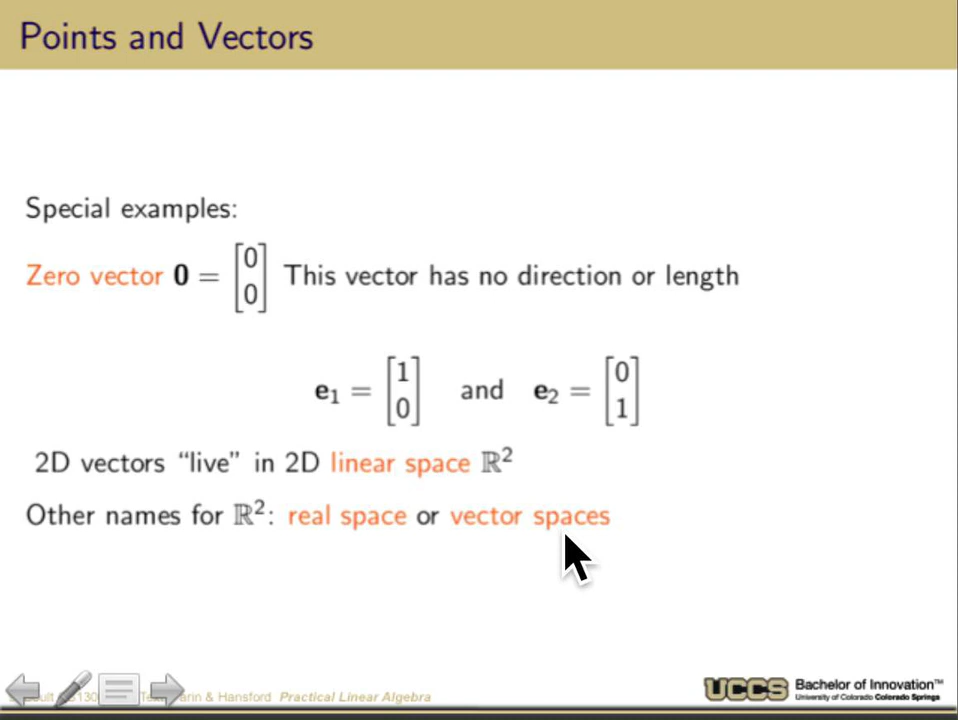 Points and Vectors
Special examples:
Zero vector 𝟎 = [0 0] This vector has no direction or length
e₁ = [1 0] and e₂ = [0 1]
2D vectors “live” in 2D linear space ℝ²
Other names for ℝ²: real space or vector spaces
& Hansford Practical Linear Algebra
UCCS Bachelor of Innovation™
University of Colorado Colorado Springs